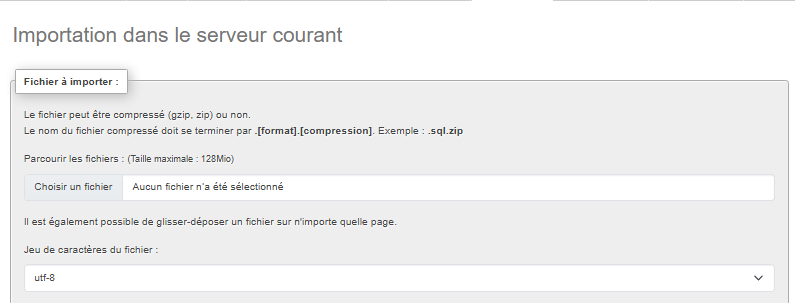 Importation dans le serveur courant
Fichier à importer :
Le fichier peut être compressé (gzip, zip) ou non.
Le nom du fichier compressé doit se terminer par .[format].[compression]. Exemple : .sql.zip
Parcourir les fichiers : (Taille maximale : 128Mio)
Choisir un fichier Aucun fichier n'a été sélectionné
Il est également possible de glisser-déposer un fichier sur n'importe quelle page.
Jeu de caractères du fichier :
utf-8